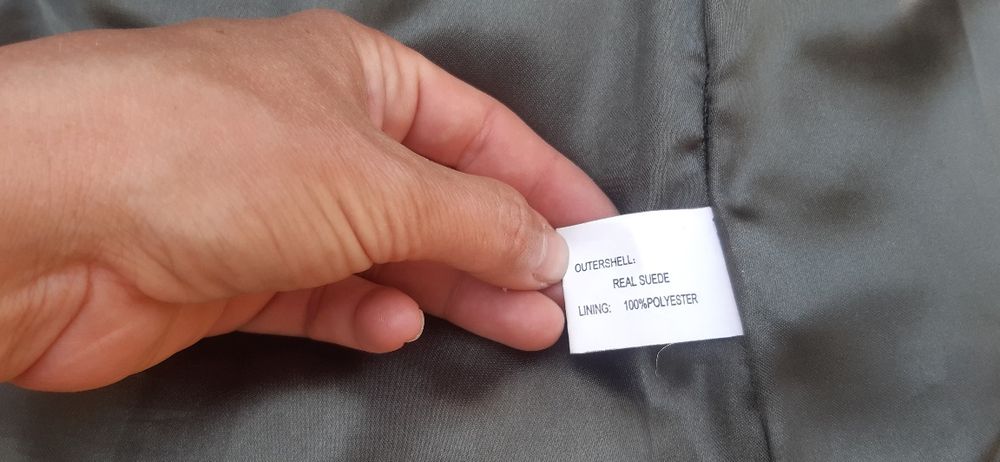 OUTERSHELL:
REAL SUEDE
LINING: 100%POLYESTER